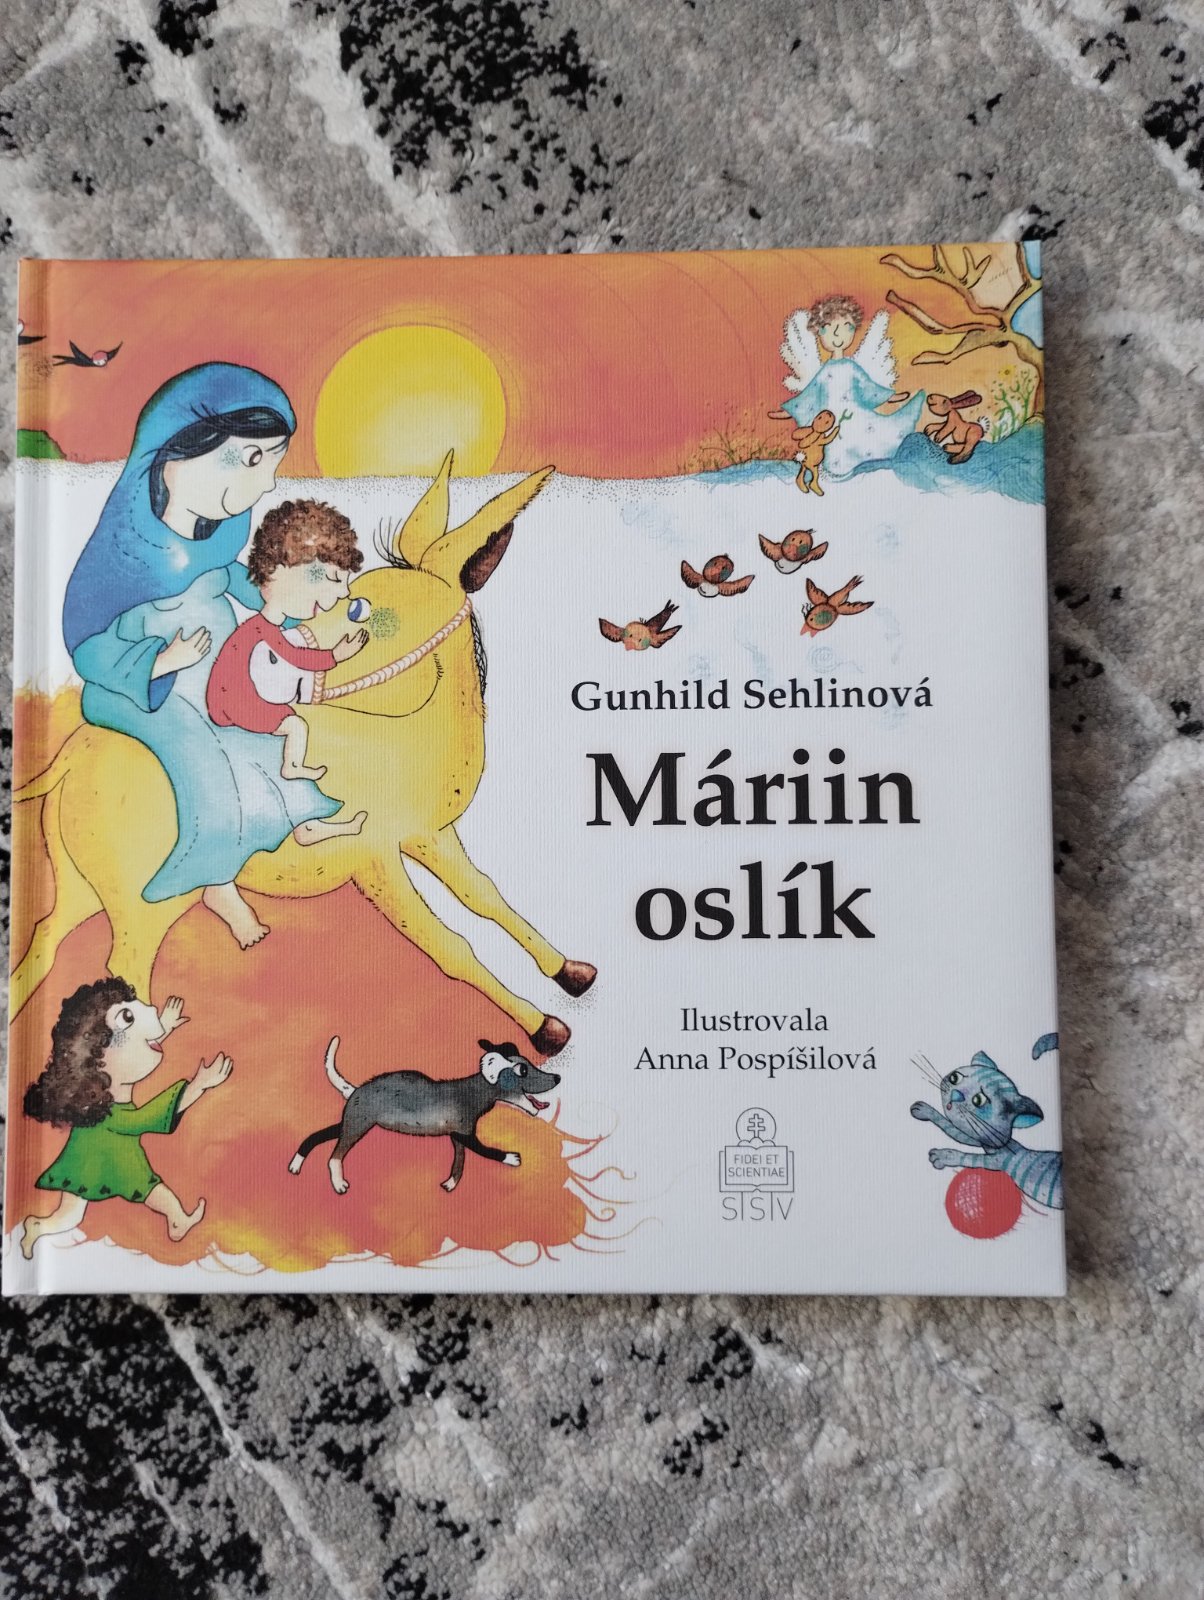 Gunhild Sehlinová
Máriin
oslík
Ilustrovala
Anna Pospíšilová
FIDEI ET
SCIENTIAE
SSV